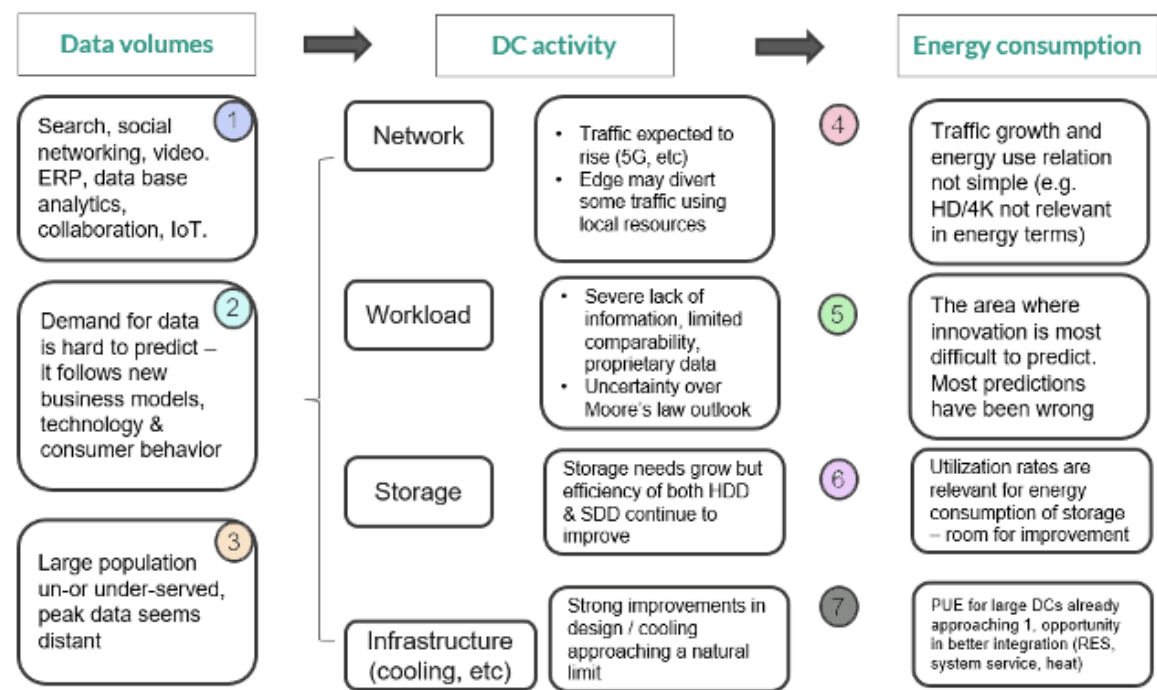 Data volumes
DC activity
Energy consumption
1
Search, social
networking, video.
ERP, data base
analytics,
collaboration, IoT.
2
Demand for data
is hard to predict –
it follows new
business models,
technology &
consumer behavior
3
Large population
un-or under-served,
peak data seems
distant
Network
• Traffic expected to
rise (5G, etc)
• Edge may divert
some traffic using
local resources
4
Traffic growth and
energy use relation
not simple (e.g.
HD/4K not relevant
in energy terms)
Workload
• Severe lack of
information, limited
comparability,
proprietary data
• Uncertainty over
Moore's law outlook
5
The area where
innovation is most
difficult to predict.
Most predictions
have been wrong
Storage
Storage needs grow but
efficiency of both HDD
& SDD continue to
improve
6
Utilization rates are
relevant for energy
consumption of storage
– room for improvement
Infrastructure
(cooling, etc)
Strong improvements in
design / cooling
approaching a natural
limit
7
PUE for large DCs already
approaching 1, opportunity
in better integration (RES,
system service, heat)